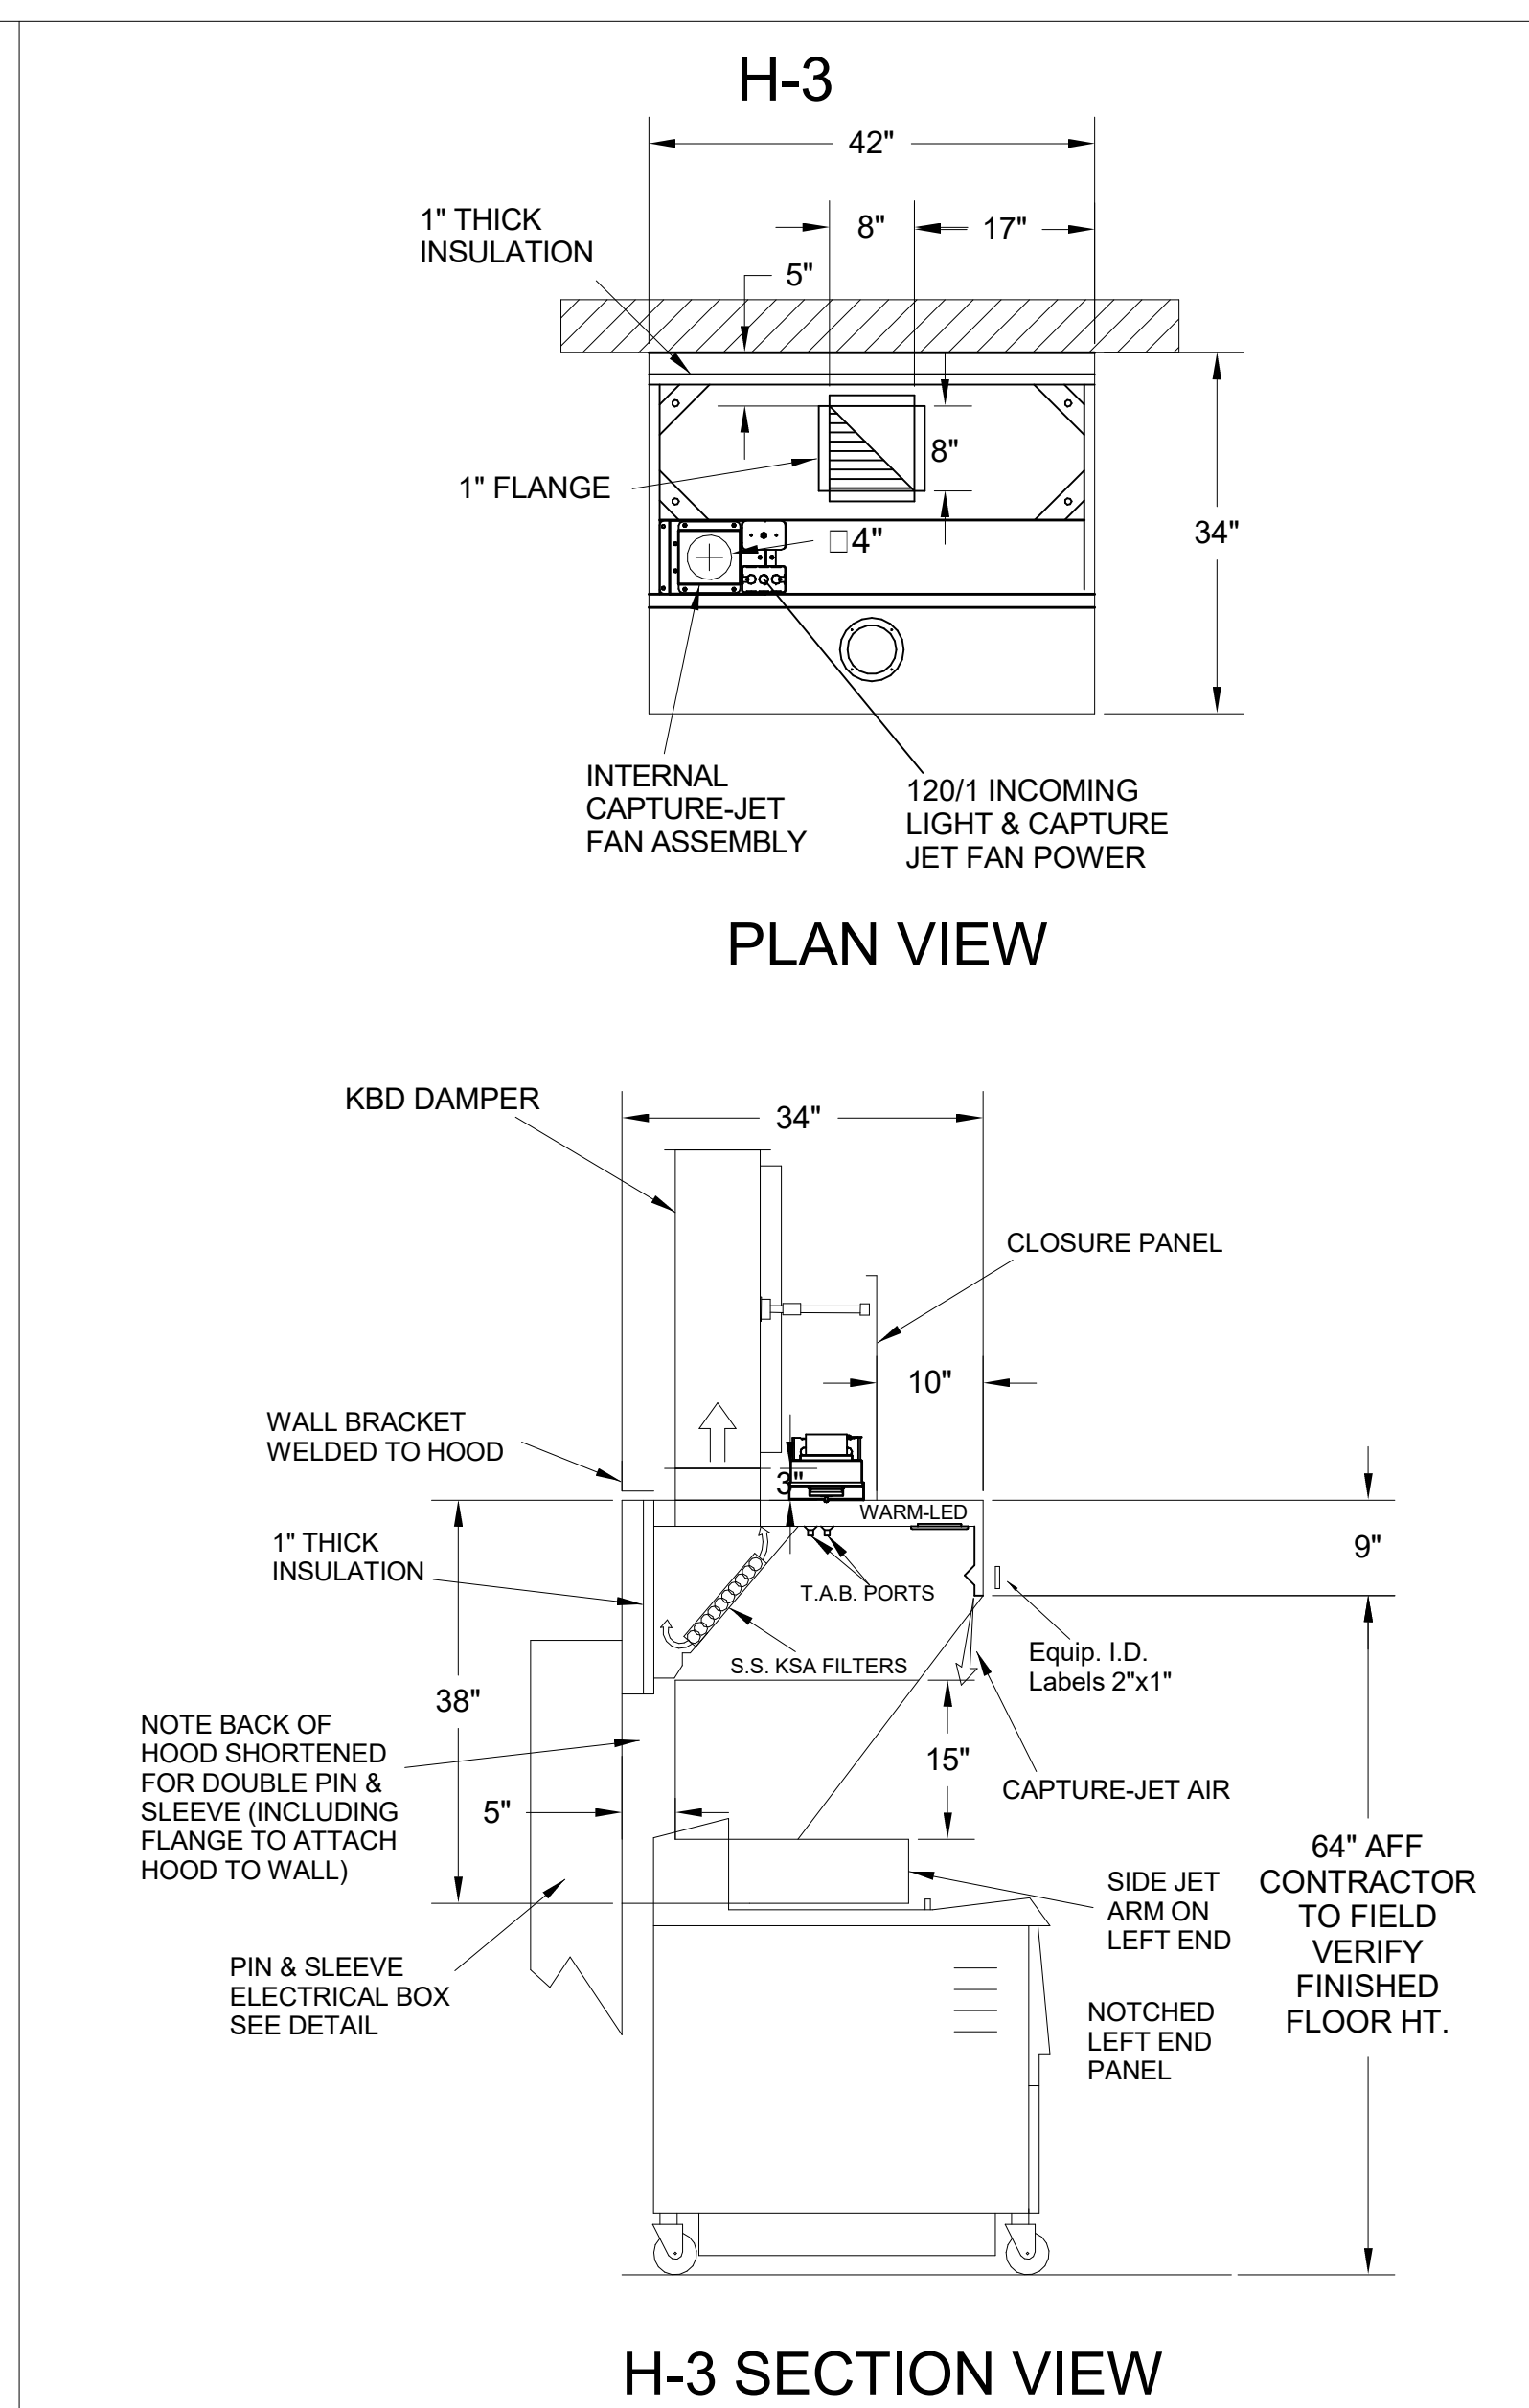 H-3
42"
8"
17"
1" THICK
INSULATION
5"
1" FLANGE
8"
34"
4"
INTERNAL
CAPTURE-JET
FAN ASSEMBLY
120/1 INCOMING
LIGHT & CAPTURE
JET FAN POWER
PLAN VIEW
KBD DAMPER
34"
CLOSURE PANEL
10"
WALL BRACKET
WELDED TO HOOD
3"
WARM-LED
1" THICK
INSULATION
9"
T.A.B. PORTS
S.S. KSA FILTERS
Equip. I.D.
Labels 2"x1"
38"
NOTE BACK OF
HOOD SHORTENED
FOR DOUBLE PIN &
SLEEVE (INCLUDING
FLANGE TO ATTACH
HOOD TO WALL)
15"
5"
CAPTURE-JET AIR
64" AFF
CONTRACTOR
TO FIELD
VERIFY
FINISHED
FLOOR HT.
SIDE JET
ARM ON
LEFT END
PIN & SLEEVE
ELECTRICAL BOX
SEE DETAIL
NOTCHED
LEFT END
PANEL
H-3 SECTION VIEW